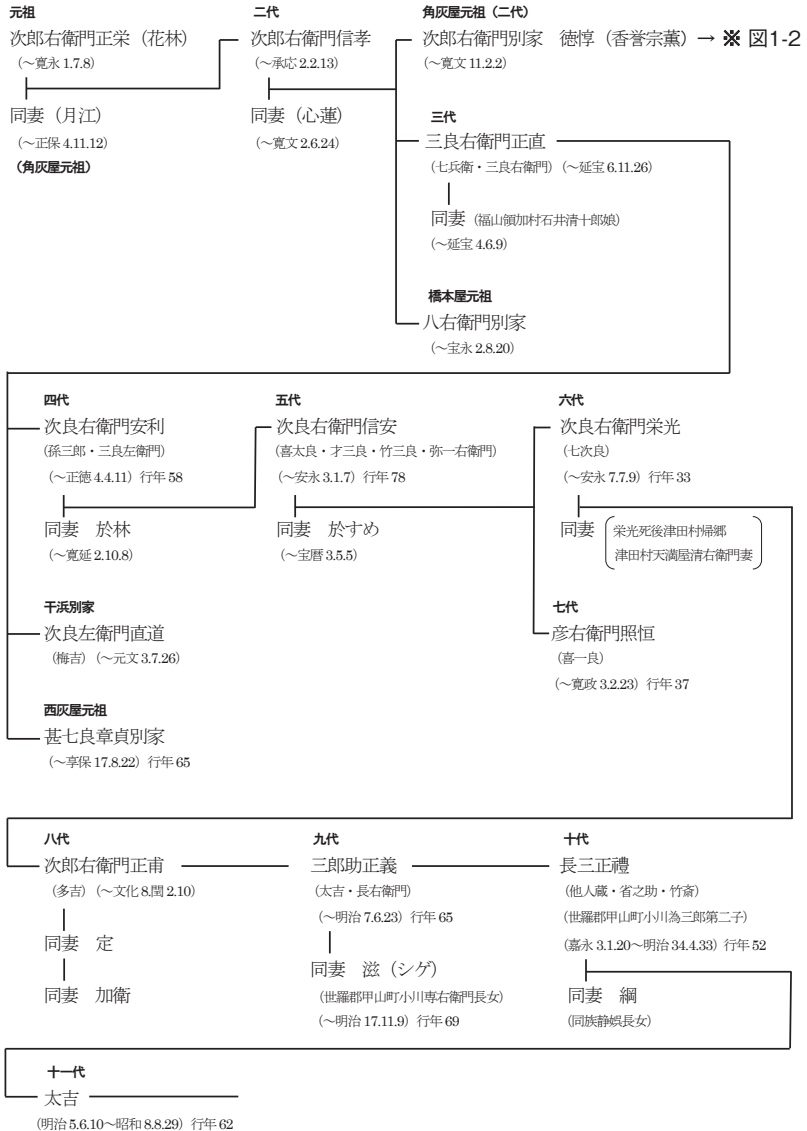 元祖
次郎右衛門正栄（花林）
（～寛永 1.7.8）
同妻（月江）
（～正保 4.11.12）
（角灰屋元祖）
二代
次郎右衛門信孝
（～承応 2.2.13）
同妻（心蓮）
（～寛文 2.6.24）
角灰屋元祖（二代）
次郎右衛門別家　徳惇（香誉宗薫）→ ※ 図1-2
（～寛文 11.2.2）
三代
三良右衛門正直
（七兵衛・三良右衛門）（～延宝 6.11.26）
同妻（福山領加村石井清十郎娘）
（～延宝 4.6.9）
橋本屋元祖
八右衛門別家
（～宝永 2.8.20）
四代
次良右衛門安利
（孫三郎・三良左衛門）
（～正徳 4.4.11）行年 58
同妻　於林
（～寛延 2.10.8）
五代
次良右衛門信安
（喜太良・才三良・竹三良・弥一右衛門）
（～安永 3.1.7）行年 78
同妻　於すめ
（～宝暦 3.5.5）
六代
次良右衛門栄光
（七次良）
（～安永 7.7.9）行年 33
同妻（栄光死後津田村帰郷
津田村天満屋清右衛門妻）
干浜別家
次良左衛門直道
（梅吉）（～元文 3.7.26）
七代
彦右衛門照恒
（喜一良）
（～寛政 3.2.23）行年 37
西灰屋元祖
甚七良章貞別家
（～享保 17.8.22）行年 65
八代
次郎右衛門正甫
（多吉）（～文化 8.閏 2.10）
同妻　定
同妻　加衛
九代
三郎助正義
（太吉・長右衛門）
（～明治 7.6.23）行年 65
同妻　滋（シゲ）
（世羅郡甲山町小川専右衛門長女）
（～明治 17.11.9）行年 69
十代
長三正禮
（他人蔵・省之助・竹斎）
（世羅郡甲山町小川為三郎第二子）
（嘉永 3.1.20～明治 34.4.33）行年 52
同妻　綱
（同族静娯長女）
十一代
太吉
（明治 5.6.10～昭和 8.8.29）行年 62